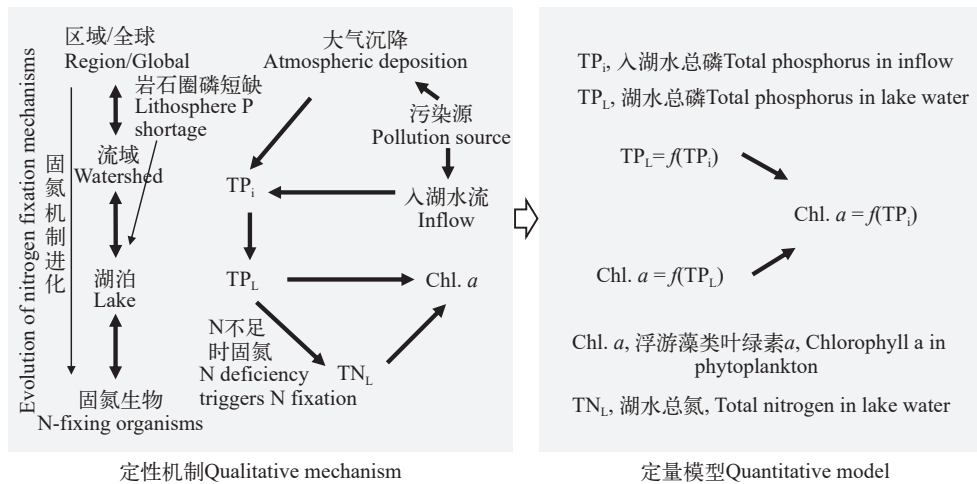 Evolution of nitrogen fixation mechanisms
固氮机制进化
区域/全球
Region/Global
岩石圈磷短缺
Lithosphere P
shortage
流域
Watershed
湖泊
Lake
固氮生物
N-fixing organisms
大气沉降
Atmospheric deposition
污染源
Pollution source
TPi
入湖水流
Inflow
TPL
Chl. a
N不足
时固氮
N deficiency
triggers N fixation
TNL
定性机制Qualitative mechanism
TPi, 入湖水总磷Total phosphorus in inflow
TPL, 湖水总磷Total phosphorus in lake water
TPL= f(TPi)
Chl. a = f(TPi)
Chl. a = f(TPL)
Chl. a, 浮游藻类叶绿素a, Chlorophyll a in
phytoplankton
TNL, 湖水总氮, Total nitrogen in lake water
定量模型Quantitative model